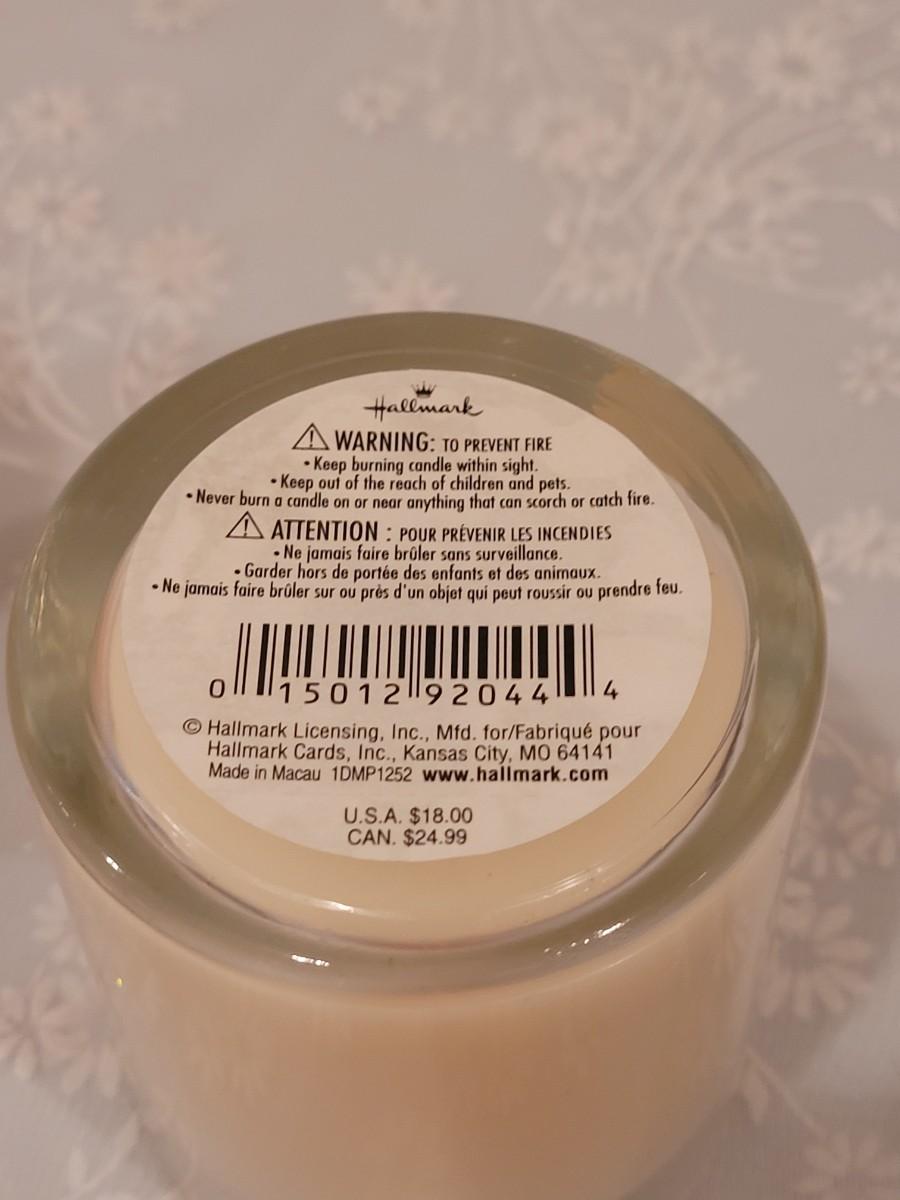 Hallmark
⚠ WARNING: TO PREVENT FIRE
• Keep burning candle within sight.
• Keep out of the reach of children and pets.
• Never burn a candle on or near anything that can scorch or catch fire.
⚠ ATTENTION : POUR PRÉVENIR LES INCENDIES
• Ne jamais faire brûler sans surveillance.
• Garder hors de portée des enfants et des animaux.
• Ne jamais faire brûler sur ou près d'un objet qui peut roussir ou prendre feu.
0 15012 92044 4
© Hallmark Licensing, Inc., Mfd. for/Fabriqué pour
Hallmark Cards, Inc., Kansas City, MO 64141
Made in Macau 1DMP1252 www.hallmark.com
U.S.A. $18.00
CAN. $24.99